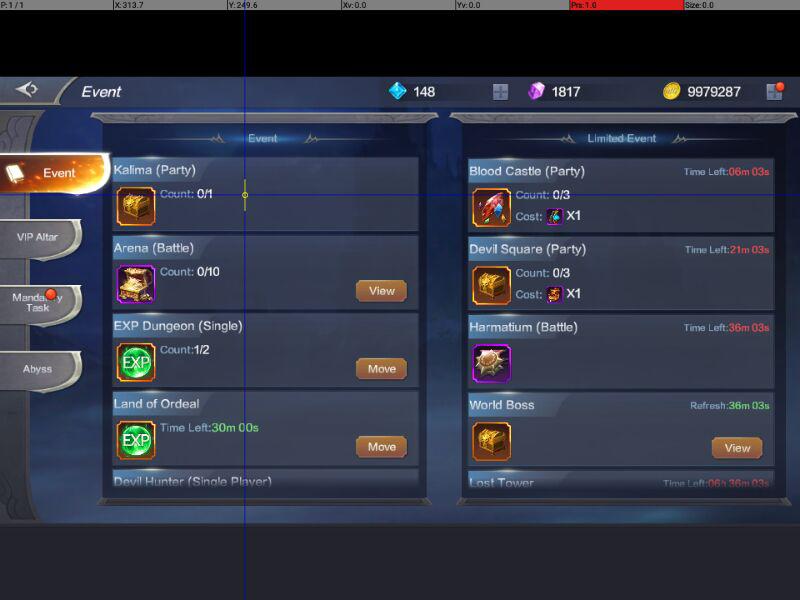 P: 1 / 1
X:313.7
Y:249.6
Xv:0.0
Yv:0.0
Prs:1.0
Size:0.0
Event
148
1817
9979287
Event
VIP Altar
Mandatory
Task
Abyss
Event
Kalima (Party)
Count: 0/1
Arena (Battle)
Count: 0/10
View
EXP Dungeon (Single)
EXP
Count:1/2
Move
Land of Ordeal
EXP
Time Left:30m 00s
Move
Devil Hunter (Single Player)
Limited Event
Blood Castle (Party)
Time Left:06m 03s
Count: 0/3
Cost: X1
Devil Square (Party)
Time Left:21m 03s
Count: 0/3
Cost: X1
Harmatium (Battle)
Time Left:36m 03s
World Boss
Refresh:36m 03s
View
Lost Tower
Time Left:06h 36m 03s